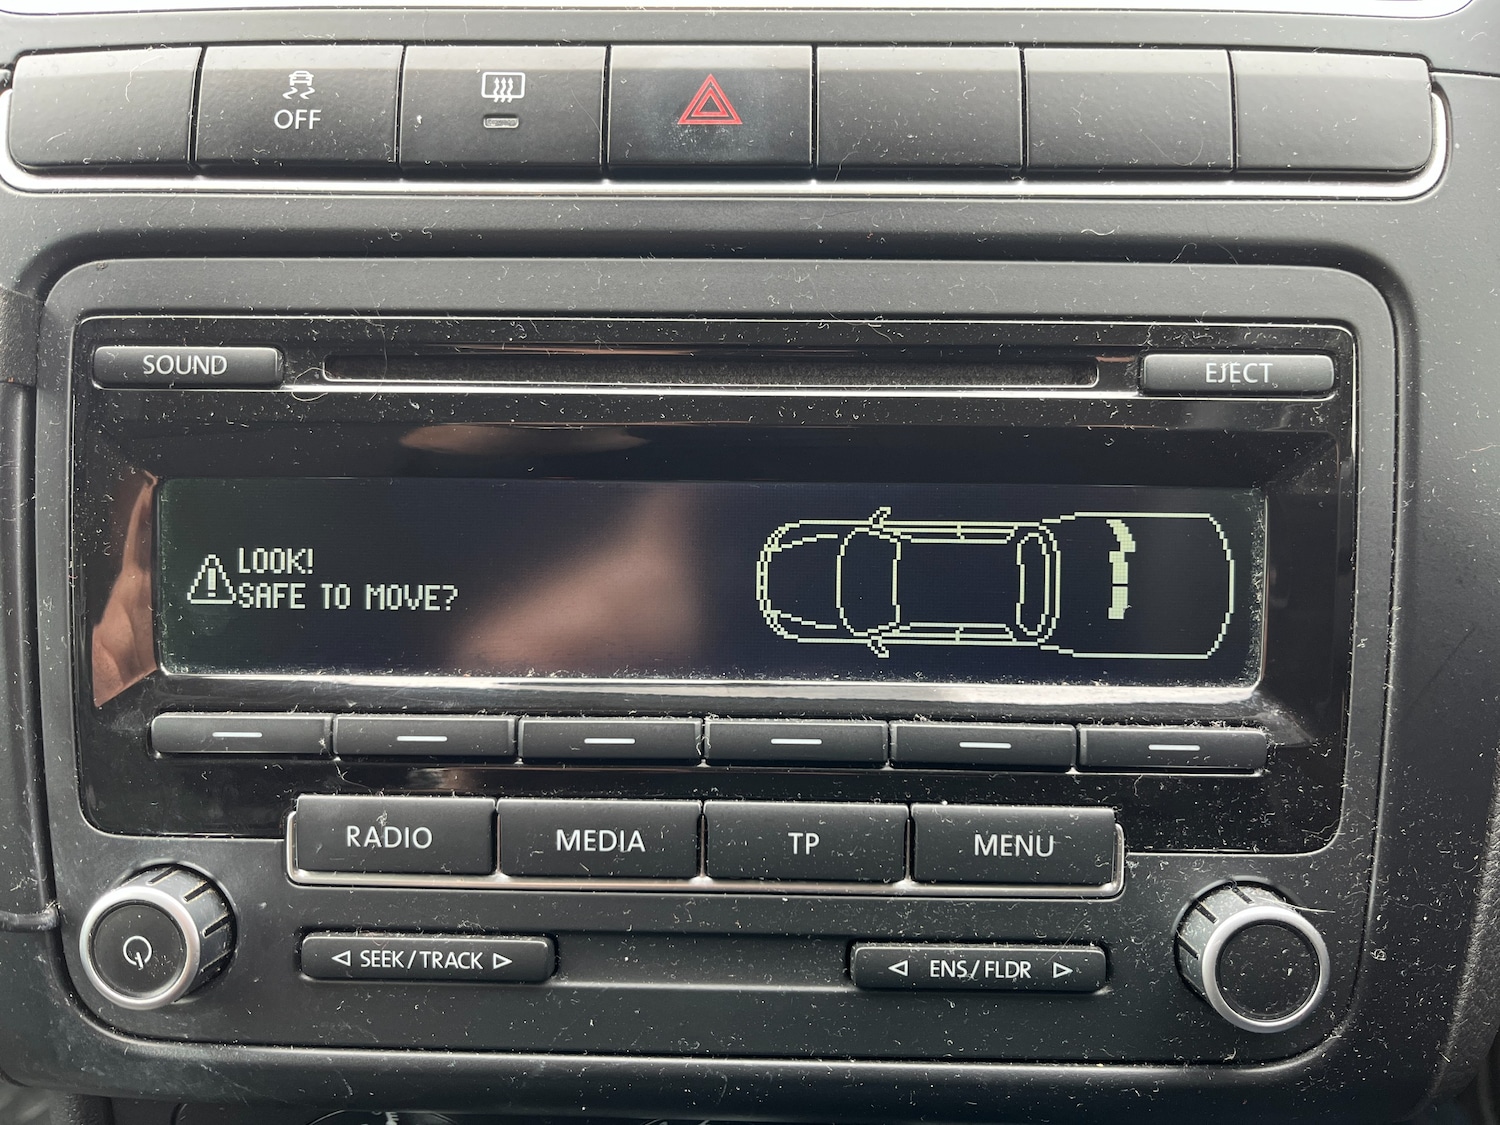 OFF
SOUND
EJECT
LOOK!
SAFE TO MOVE?
RADIO
MEDIA
TP
MENU
SEEK/TRACK
ENS/FLDR